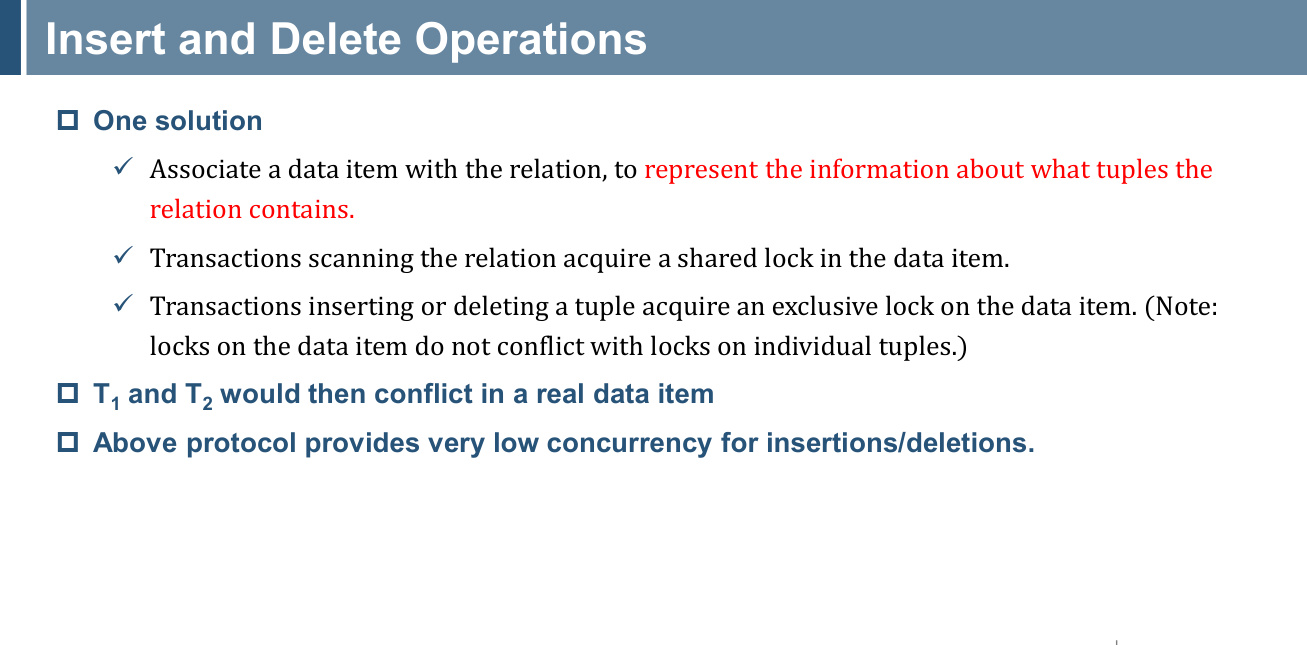 Insert and Delete Operations
One solution
Associate a data item with the relation, to represent the information about what tuples the
relation contains.
Transactions scanning the relation acquire a shared lock in the data item.
Transactions inserting or deleting a tuple acquire an exclusive lock on the data item. (Note:
locks on the data item do not conflict with locks on individual tuples.)
T1 and T2 would then conflict in a real data item
Above protocol provides very low concurrency for insertions/deletions.